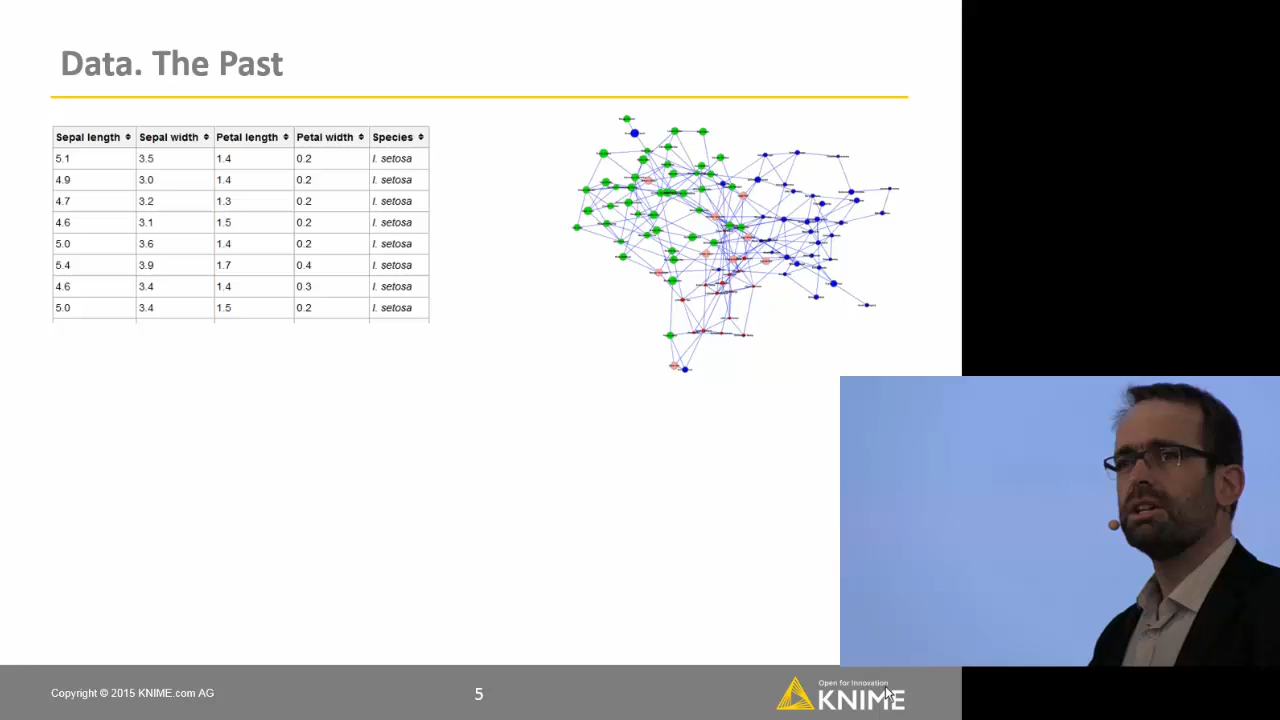 Data. The Past
Sepal length Sepal width Petal length Petal width Species
5.1 3.5 1.4 0.2 I. setosa
4.9 3.0 1.4 0.2 I. setosa
4.7 3.2 1.3 0.2 I. setosa
4.6 3.1 1.5 0.2 I. setosa
5.0 3.6 1.4 0.2 I. setosa
5.4 3.9 1.7 0.4 I. setosa
4.6 3.4 1.4 0.3 I. setosa
5.0 3.4 1.5 0.2 I. setosa
Copyright © 2015 KNIME.com AG
5
Open for Innovation
KNIME